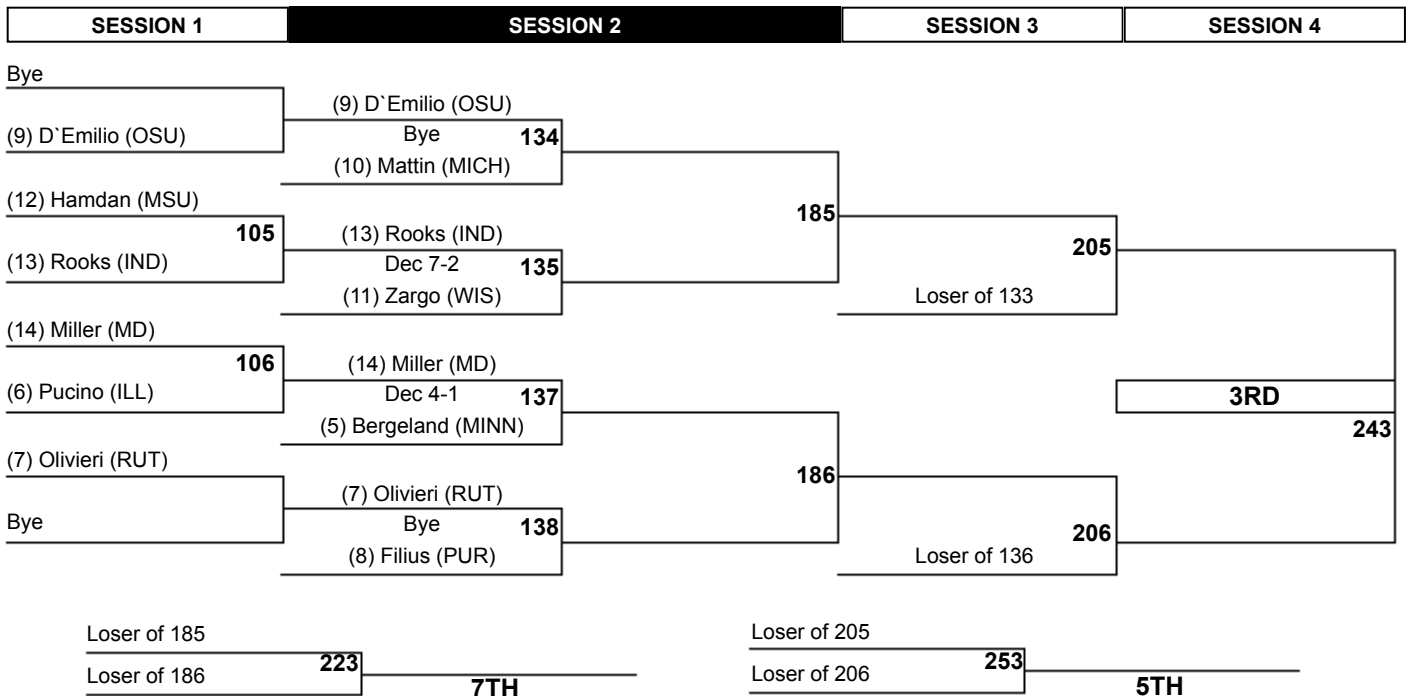 SESSION 1
SESSION 2
SESSION 3
SESSION 4
Bye
(9) D`Emilio (OSU)
(12) Hamdan (MSU)
105
(13) Rooks (IND)
(14) Miller (MD)
106
(6) Pucino (ILL)
(7) Olivieri (RUT)
Bye
(9) D`Emilio (OSU)
Bye 134
(10) Mattin (MICH)
(13) Rooks (IND)
Dec 7-2 135
(11) Zargo (WIS)
(14) Miller (MD)
Dec 4-1 137
(5) Bergeland (MINN)
(7) Olivieri (RUT)
Bye 138
(8) Filius (PUR)
185
186
205
Loser of 133
206
Loser of 136
3RD
243
Loser of 185
223
Loser of 186
7TH
Loser of 205
253
Loser of 206
5TH